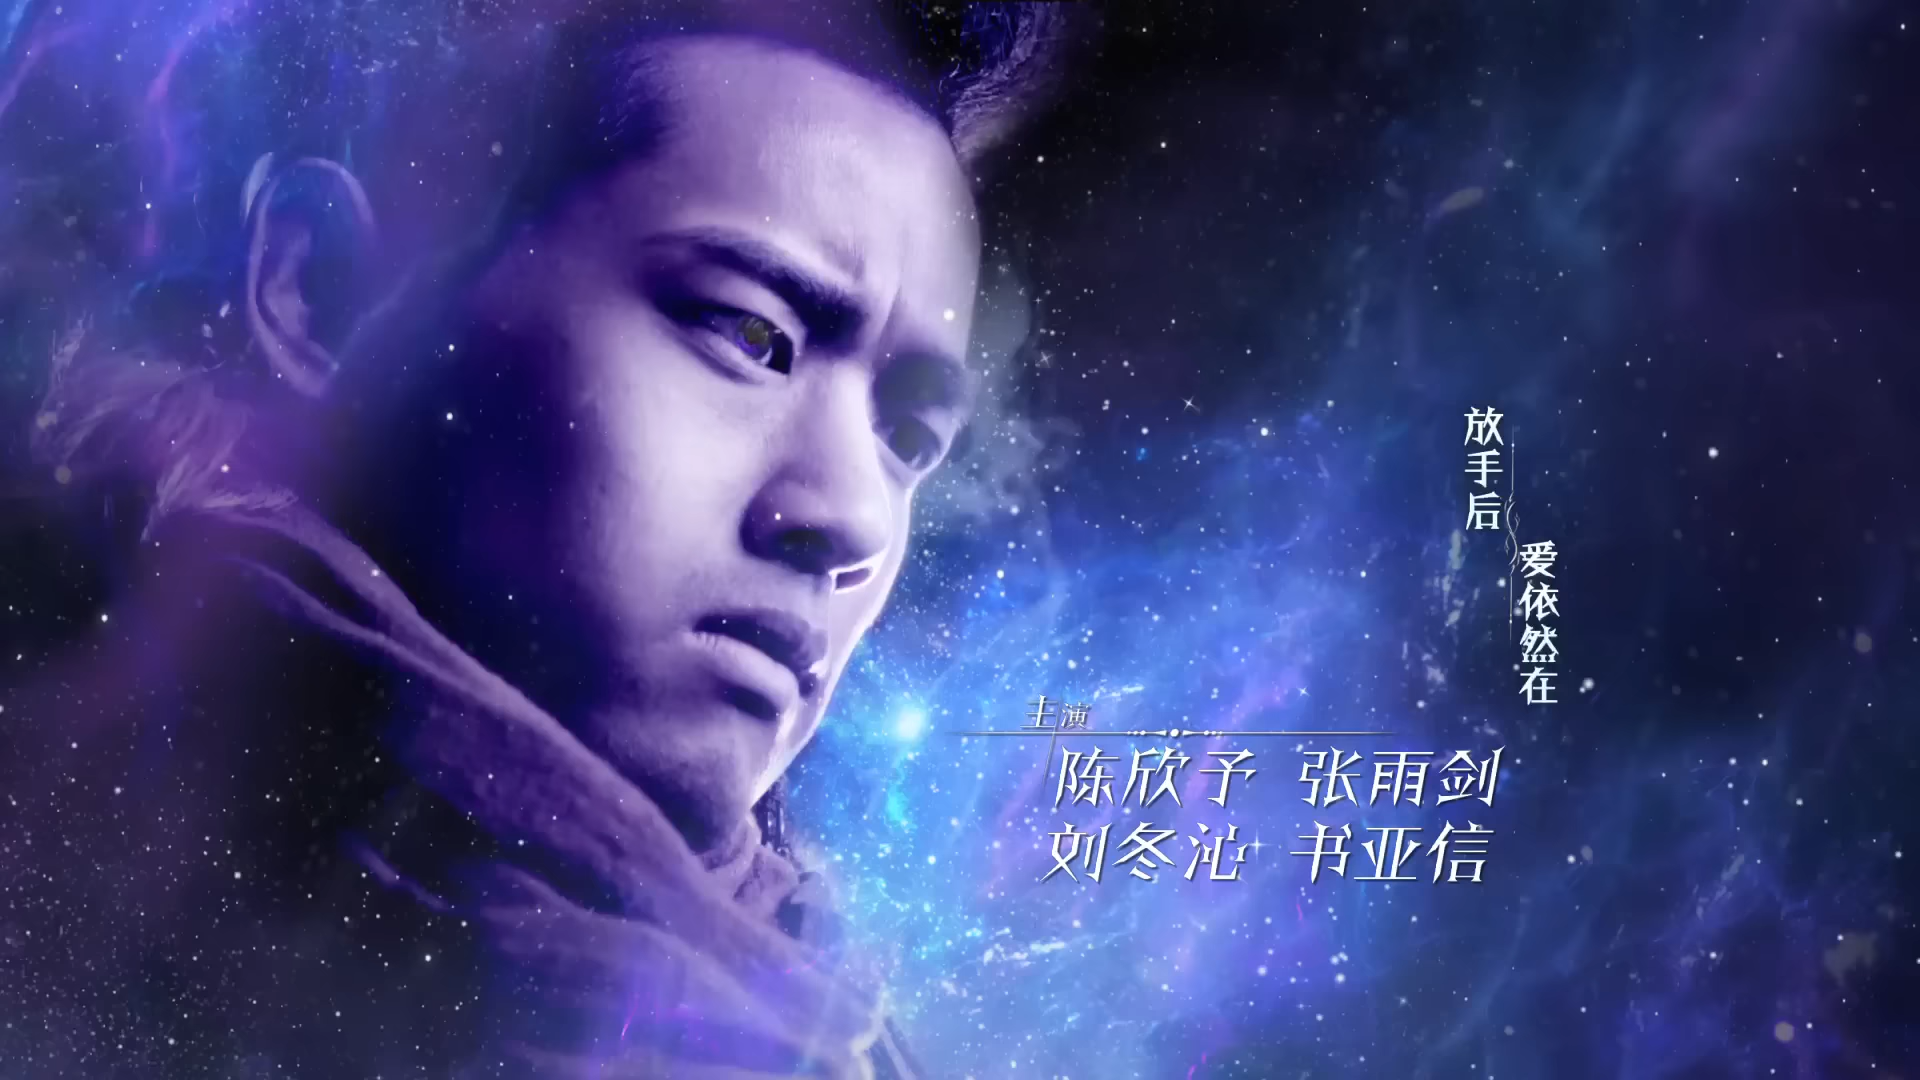 放手后
爱依然在
主演
陈欣予 张雨剑
刘冬沁 书亚信